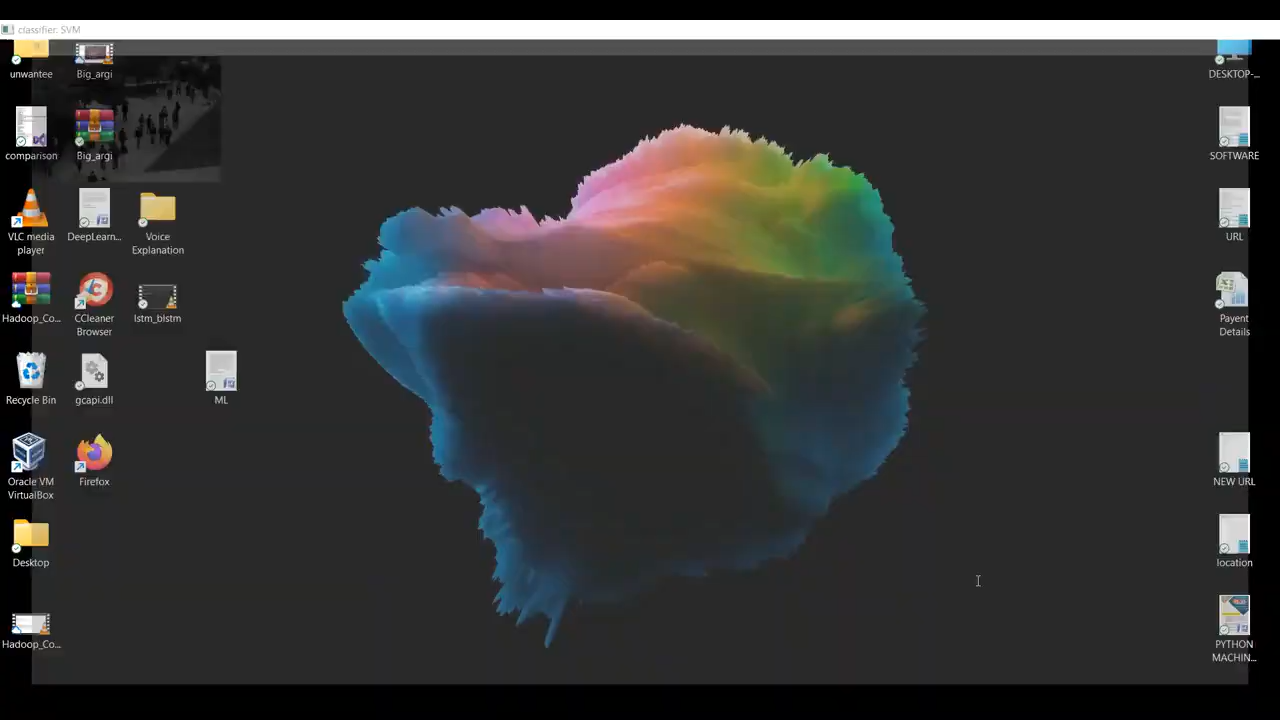 classifier: SVM
unwantee
Big_argi
DESKTOP-...
comparison
Big_argi
SOFTWARE
VLC media
player
DeepLearn...
Voice
Explanation
URL
Hadoop_Co...
CCleaner
Browser
lstm_blstm
Payent
Details
Recycle Bin
gcapi.dll
ML
Oracle VM
VirtualBox
Firefox
NEW URL
Desktop
location
Hadoop_Co...
PYTHON
MACHIN...